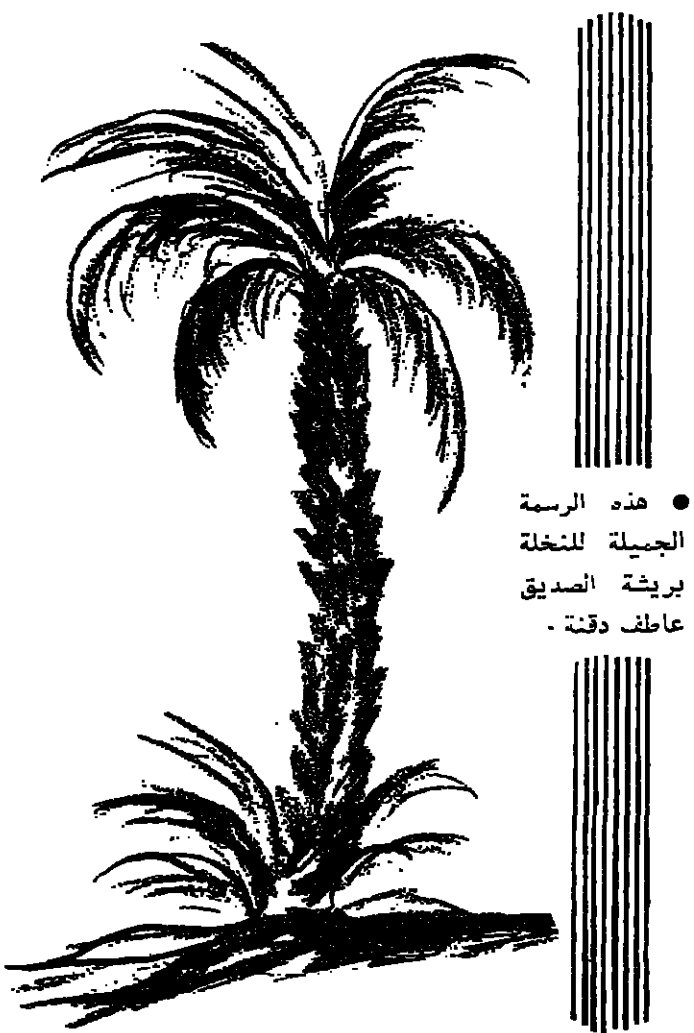 ● هذه الرسمة
الجميلة للنخلة
بريشة الصديق
عاطف دقنة .